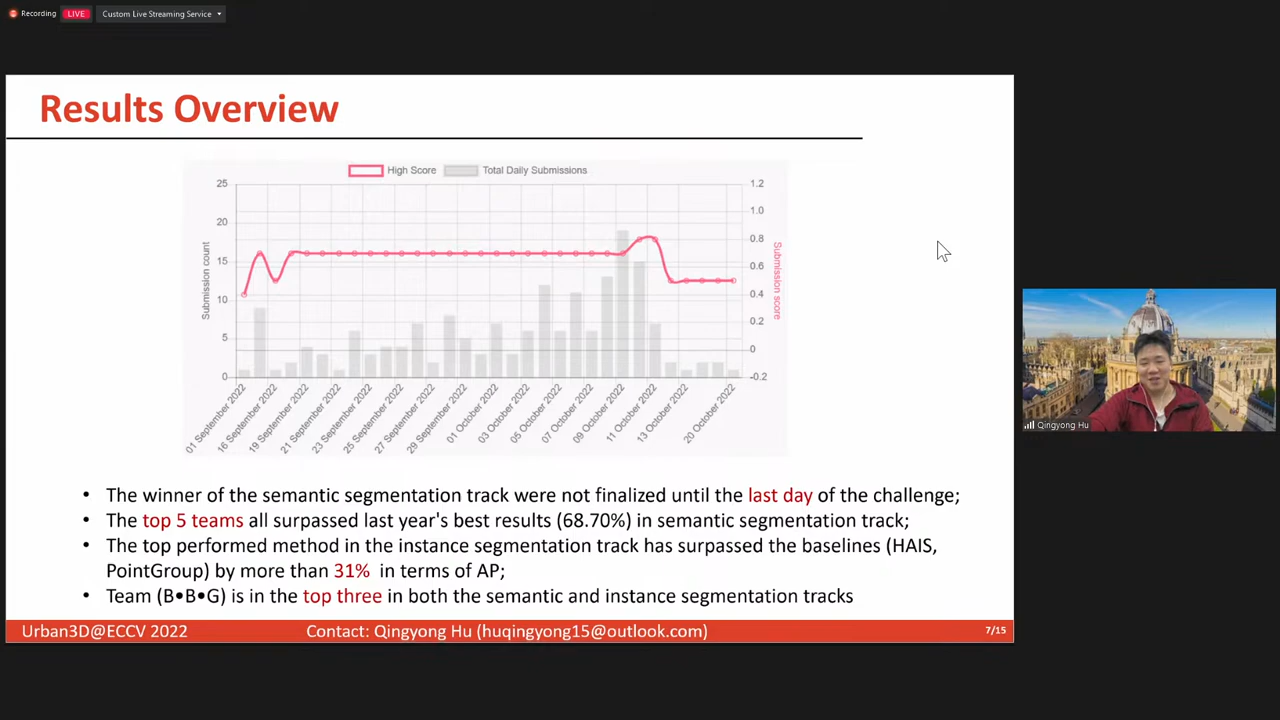 Recording LIVE Custom Live Streaming Service
Results Overview
High Score Total Daily Submissions
25
20
15
10
5
0
Submission count
1.2
1.0
0.8
0.6
0.4
0.2
0
-0.2
Submission score
01 September 2022
16 September 2022
19 September 2022
21 September 2022
23 September 2022
25 September 2022
27 September 2022
29 September 2022
01 October 2022
03 October 2022
05 October 2022
07 October 2022
09 October 2022
11 October 2022
13 October 2022
20 October 2022
• The winner of the semantic segmentation track were not finalized until the last day of the challenge;
• The top 5 teams all surpassed last year's best results (68.70%) in semantic segmentation track;
• The top performed method in the instance segmentation track has surpassed the baselines (HAIS,
PointGroup) by more than 31% in terms of AP;
• Team (B•B•G) is in the top three in both the semantic and instance segmentation tracks
Urban3D@ECCV 2022 Contact: Qingyong Hu (huqingyong15@outlook.com) 7/15
Qingyong Hu